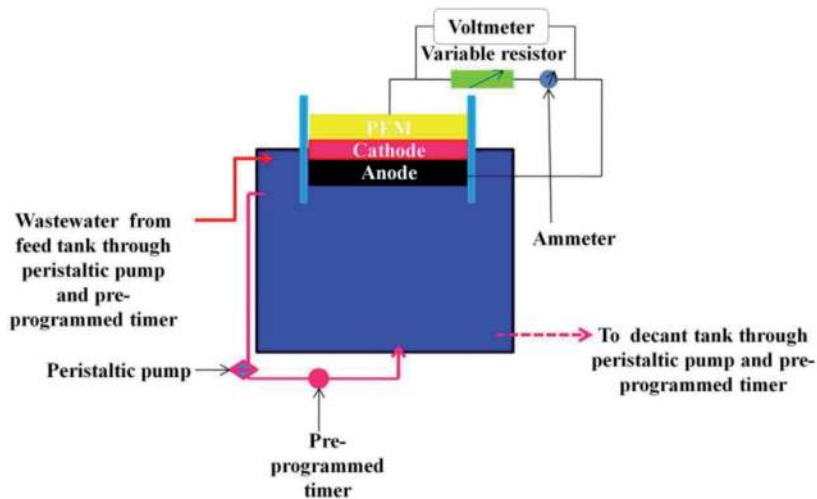 Voltmeter
Variable resistor
PEM
Cathode
Anode
Wastewater from
feed tank through
peristaltic pump
and pre-
programmed timer
Ammeter
To decant tank through
peristaltic pump and pre-
programmed timer
Peristaltic pump
Pre-
programmed
timer